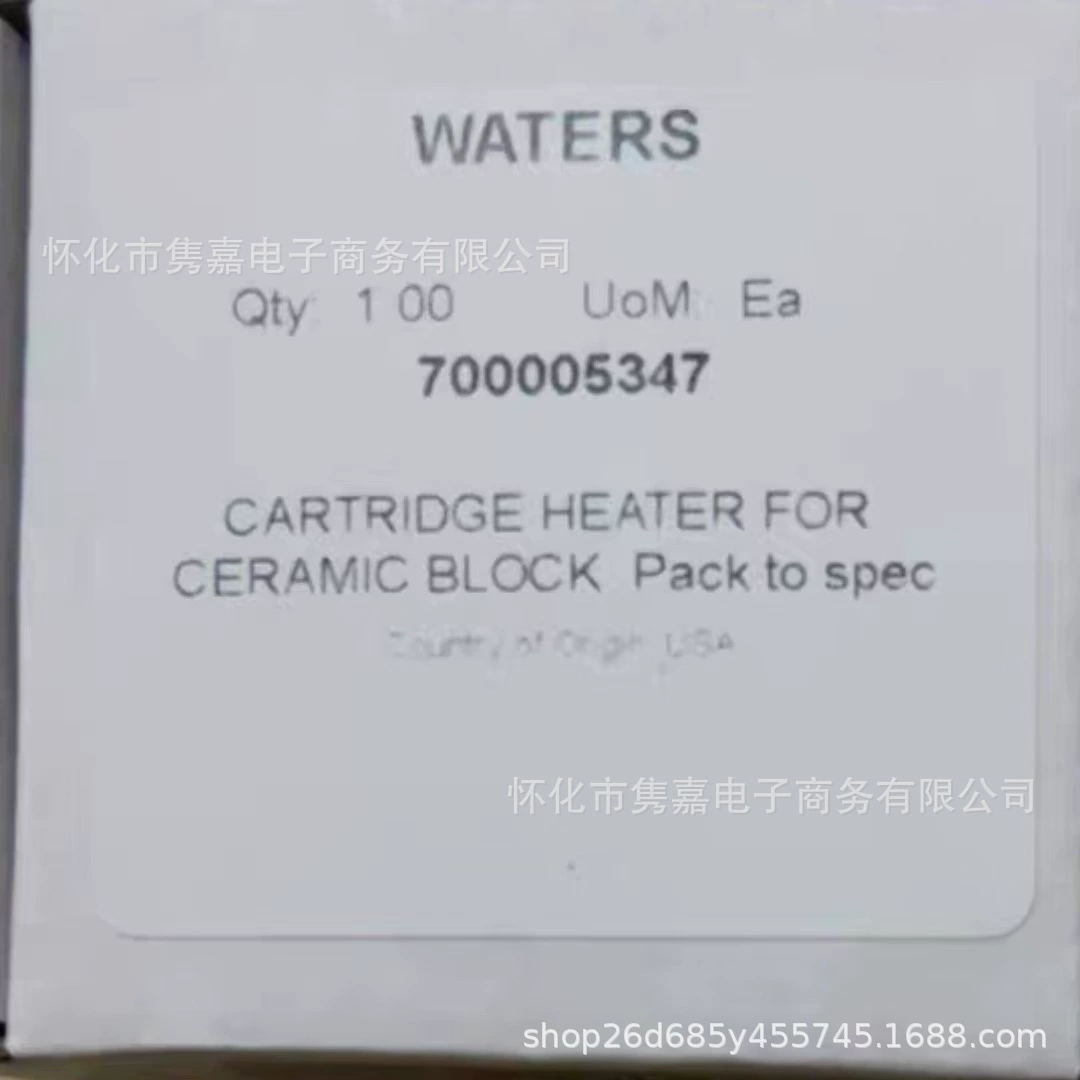 WATERS
怀化市隽嘉电子商务有限公司
Qty: 1 00 UoM: Ea
700005347
CARTRIDGE HEATER FOR
CERAMIC BLOCK Pack to spec
Country of Origin USA
怀化市隽嘉电子商务有限公司
shop26d685y455745.1688.com